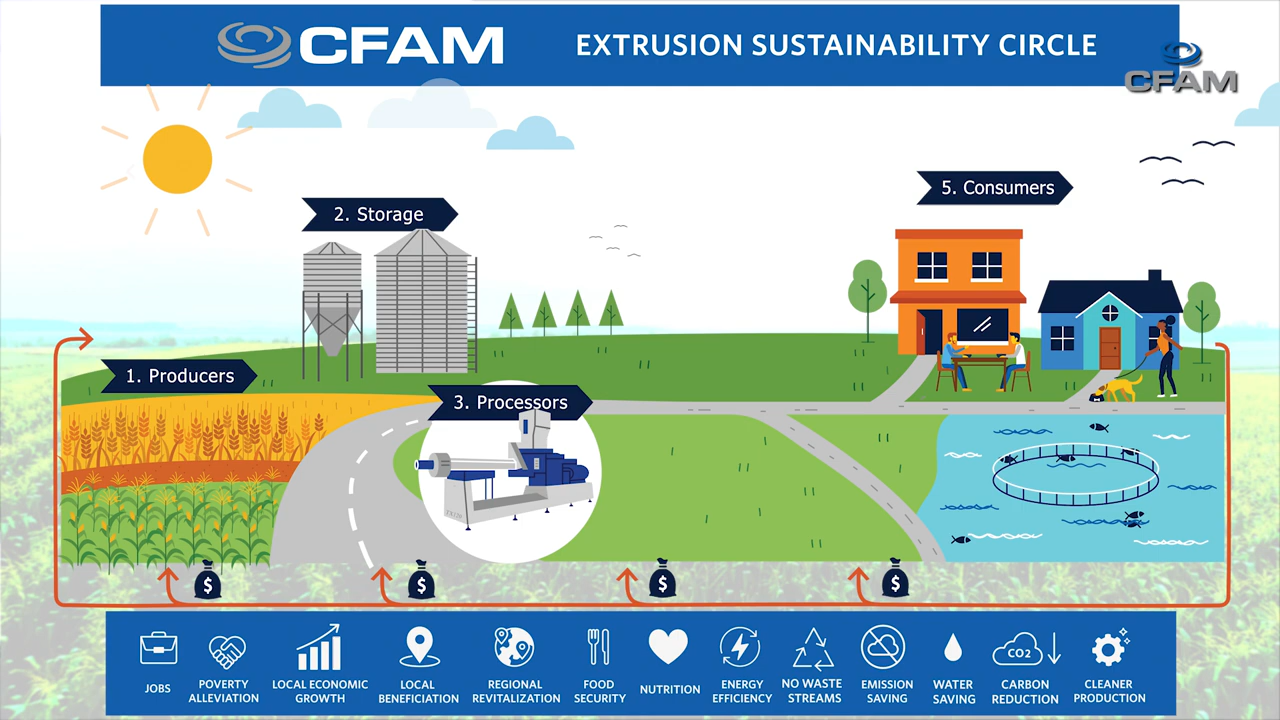 CFAM
EXTRUSION SUSTAINABILITY CIRCLE
CFAM
5. Consumers
2. Storage
1. Producers
3. Processors
$
$
$
$
JOBS
POVERTY
ALLEVIATION
LOCAL ECONOMIC
GROWTH
LOCAL
BENEFICIATION
REGIONAL
REVITALIZATION
FOOD
SECURITY
NUTRITION
ENERGY
EFFICIENCY
NO WASTE
STREAMS
EMISSION
SAVING
WATER
SAVING
CO2
CARBON
REDUCTION
CLEANER
PRODUCTION